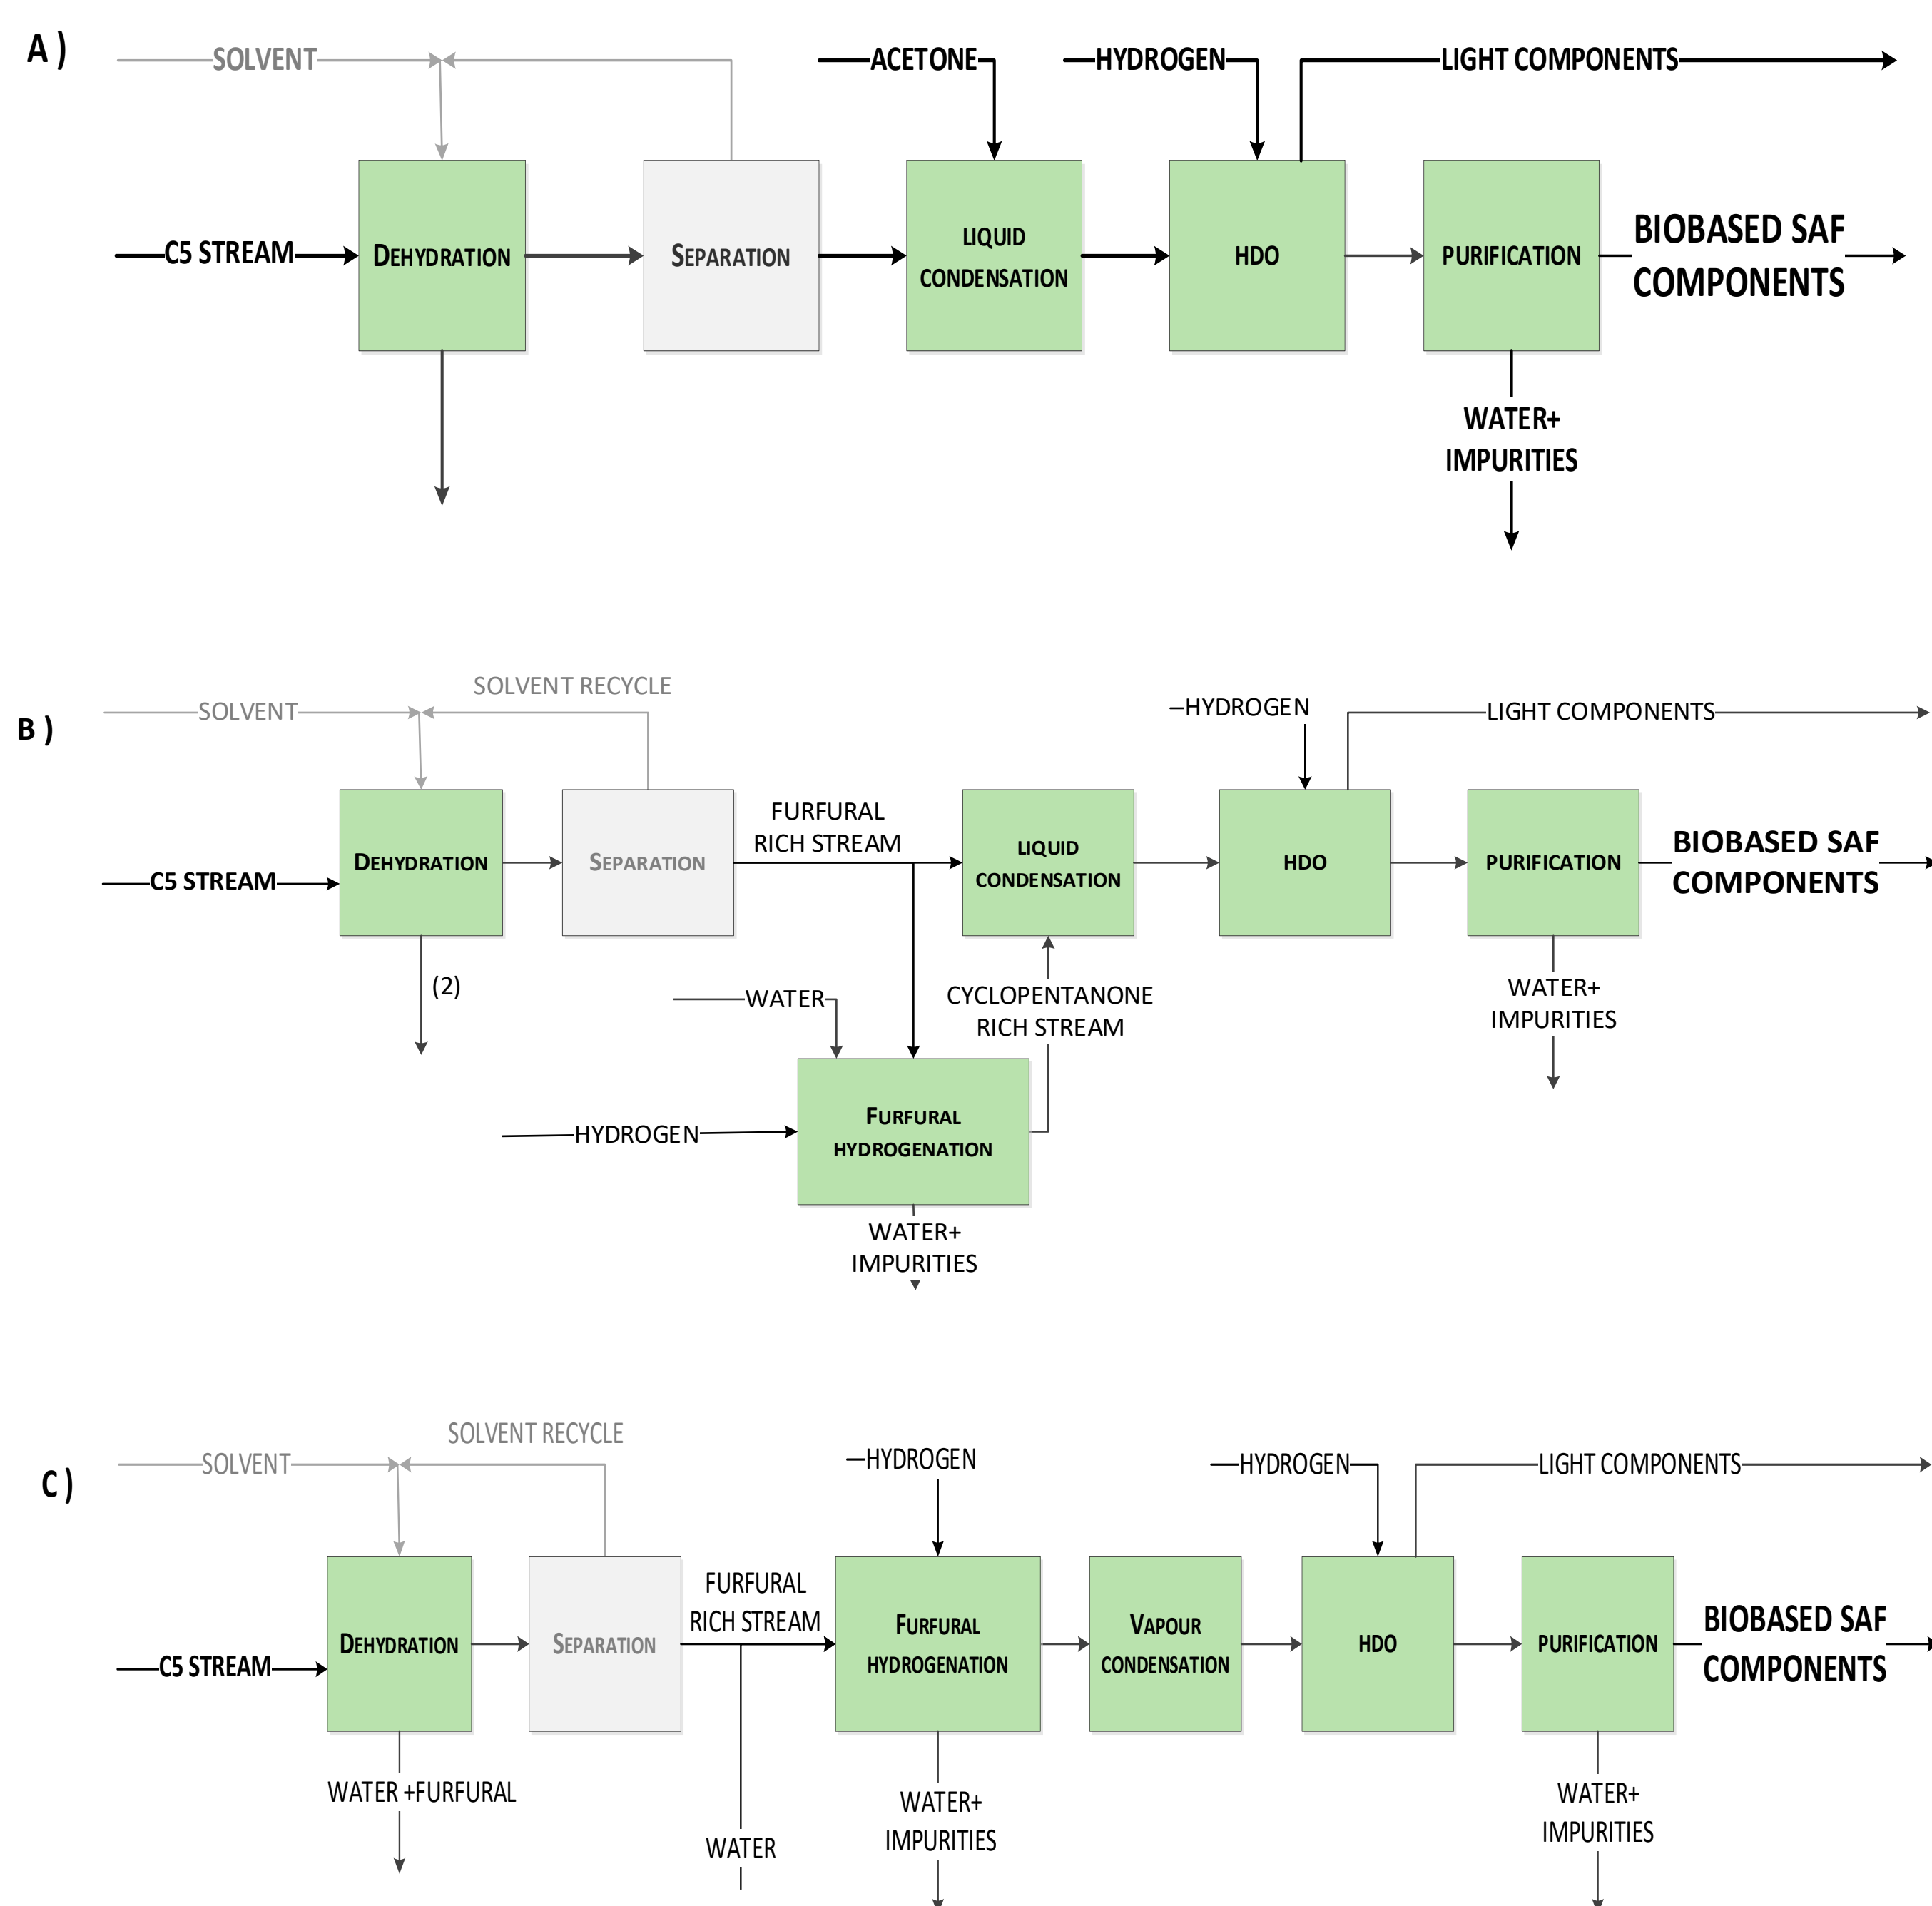 A )
SOLVENT
ACETONE
HYDROGEN
LIGHT COMPONENTS
C5 STREAM
DEHYDRATION
SEPARATION
LIQUID
CONDENSATION
HDO
PURIFICATION
BIOBASED SAF
COMPONENTS
WATER+
IMPURITIES
B )
SOLVENT
SOLVENT RECYCLE
HYDROGEN
LIGHT COMPONENTS
C5 STREAM
DEHYDRATION
SEPARATION
FURFURAL
RICH STREAM
LIQUID
CONDENSATION
HDO
PURIFICATION
BIOBASED SAF
COMPONENTS
(2)
WATER
CYCLOPENTANONE
RICH STREAM
WATER+
IMPURITIES
HYDROGEN
FURFURAL
HYDROGENATION
WATER+
IMPURITIES
C )
SOLVENT
SOLVENT RECYCLE
HYDROGEN
HYDROGEN
LIGHT COMPONENTS
C5 STREAM
DEHYDRATION
SEPARATION
FURFURAL
RICH STREAM
FURFURAL
HYDROGENATION
VAPOUR
CONDENSATION
HDO
PURIFICATION
BIOBASED SAF
COMPONENTS
WATER +FURFURAL
WATER
WATER+
IMPURITIES
WATER+
IMPURITIES